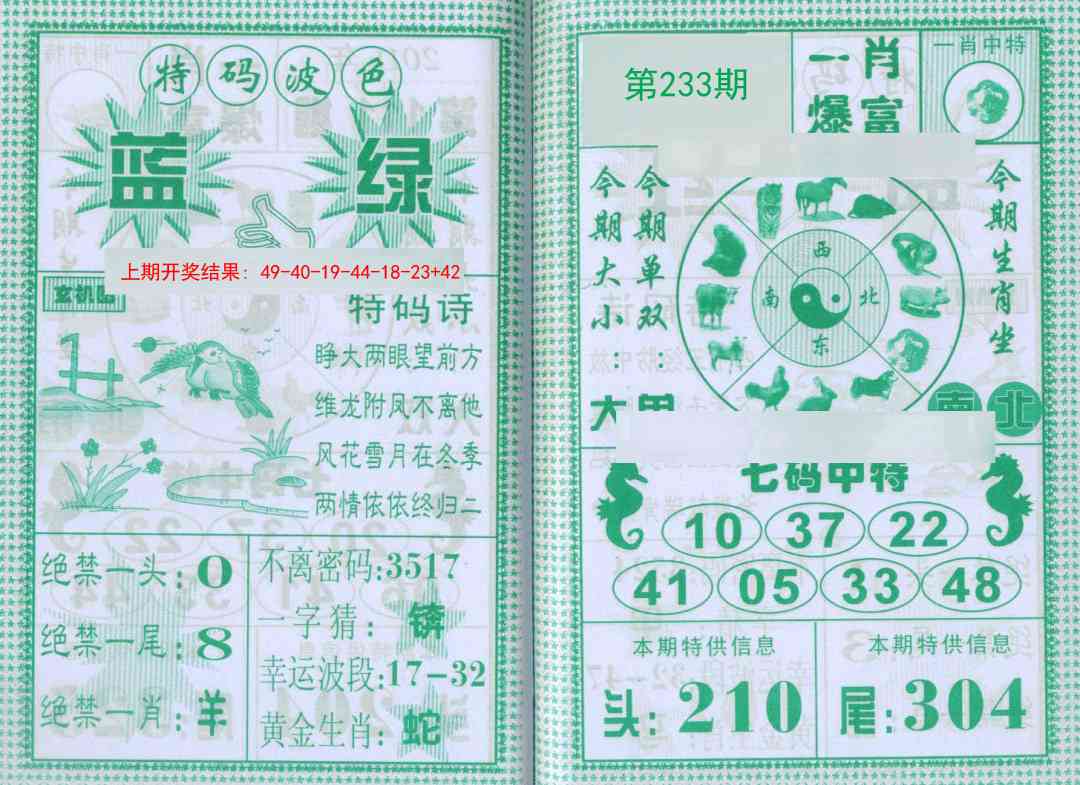 特码波色
蓝 绿
上期开奖结果: 49-40-19-44-18-23+42
玄机图
特码诗
睁大两眼望前方
维龙附凤不离他
风花雪月在冬季
两情依依终归二
绝禁一头:0
绝禁一尾:8
绝禁一肖:羊
不离密码:3517
一字猜:
幸运波段:17-32
黄金生肖:蛇
第233期
一肖
爆富
一肖中特
今期大小:大
今期单双:单
西
南 北
东
今期生肖坐
南北
七码中特
10 37 22
41 05 33 48
本期特供信息
头:210
本期特供信息
尾:304